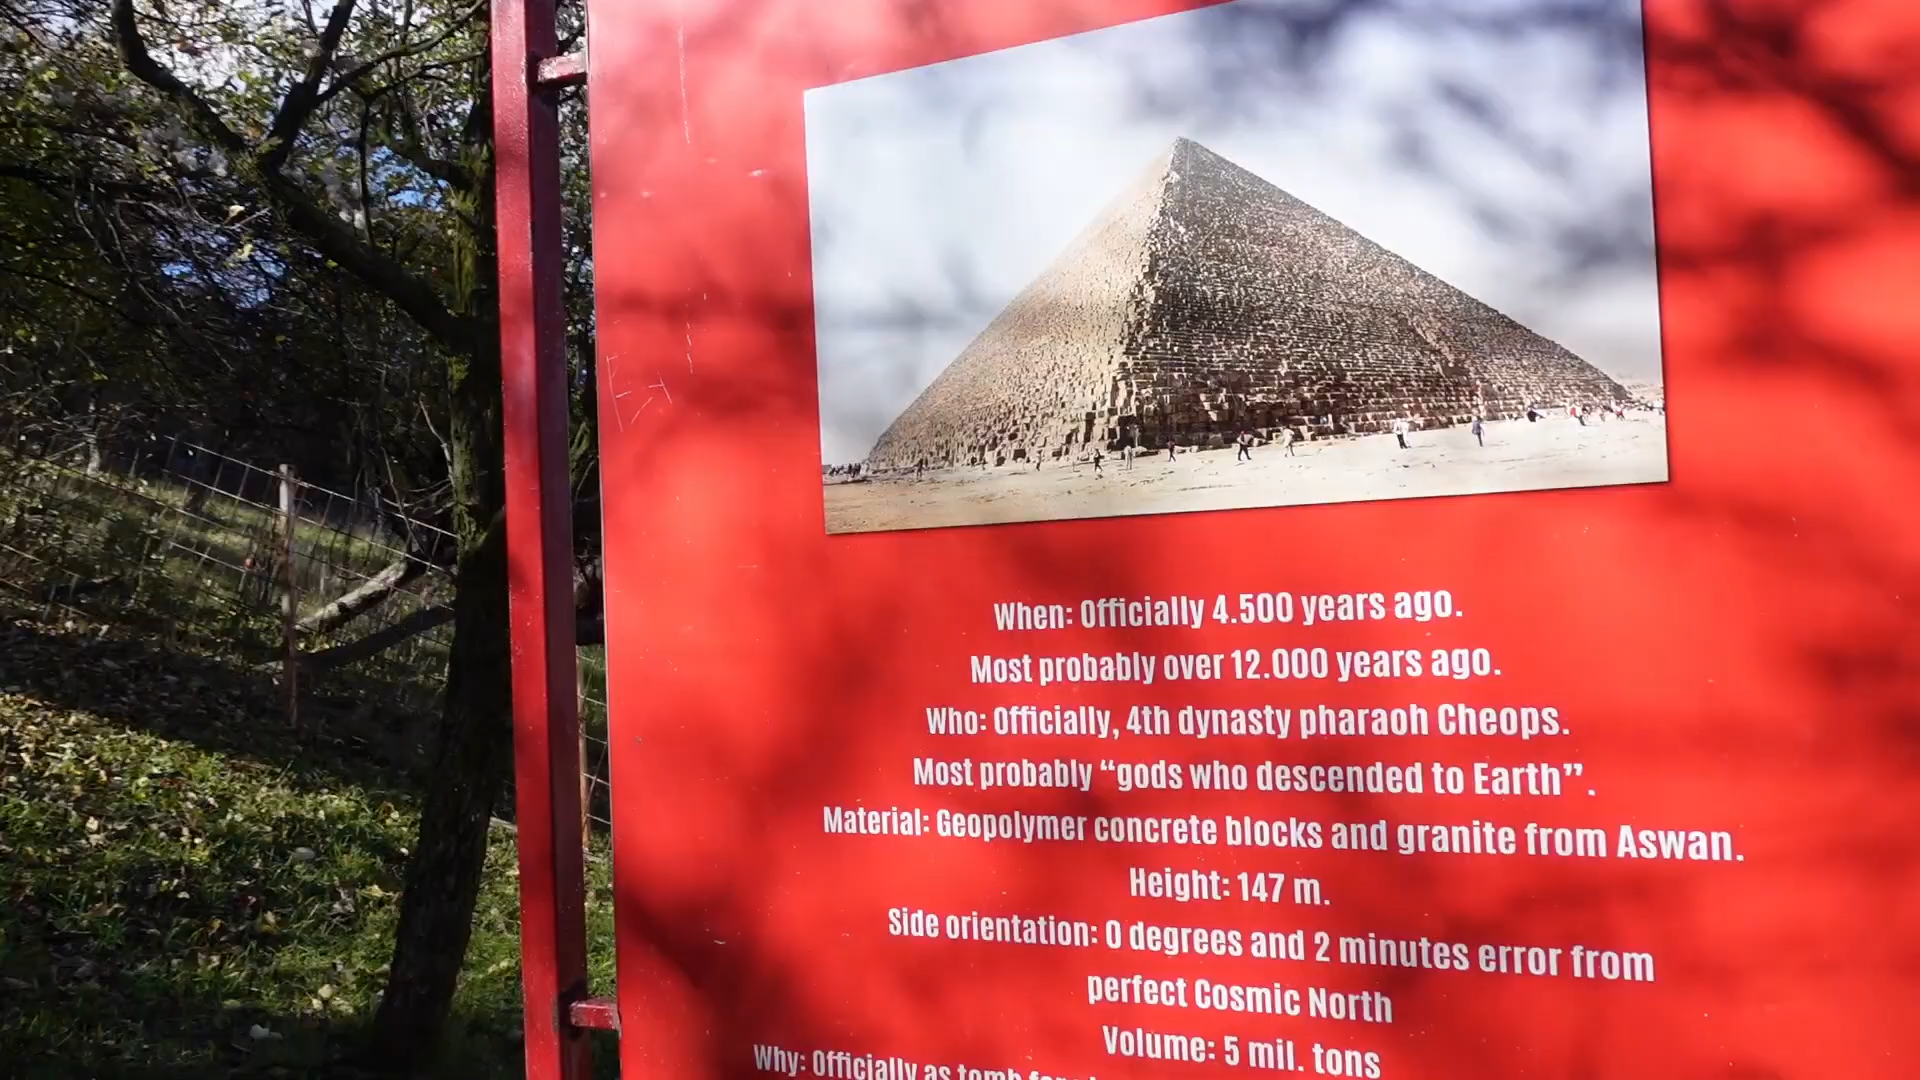 When: Officially 4.500 years ago.
Most probably over 12.000 years ago.
Who: Officially, 4th dynasty pharaoh Cheops.
Most probably “gods who descended to Earth”.
Material: Geopolymer concrete blocks and granite from Aswan.
Height: 147 m.
Side orientation: 0 degrees and 2 minutes error from
perfect Cosmic North
Volume: 5 mil. tons
Why: Officially as tomb